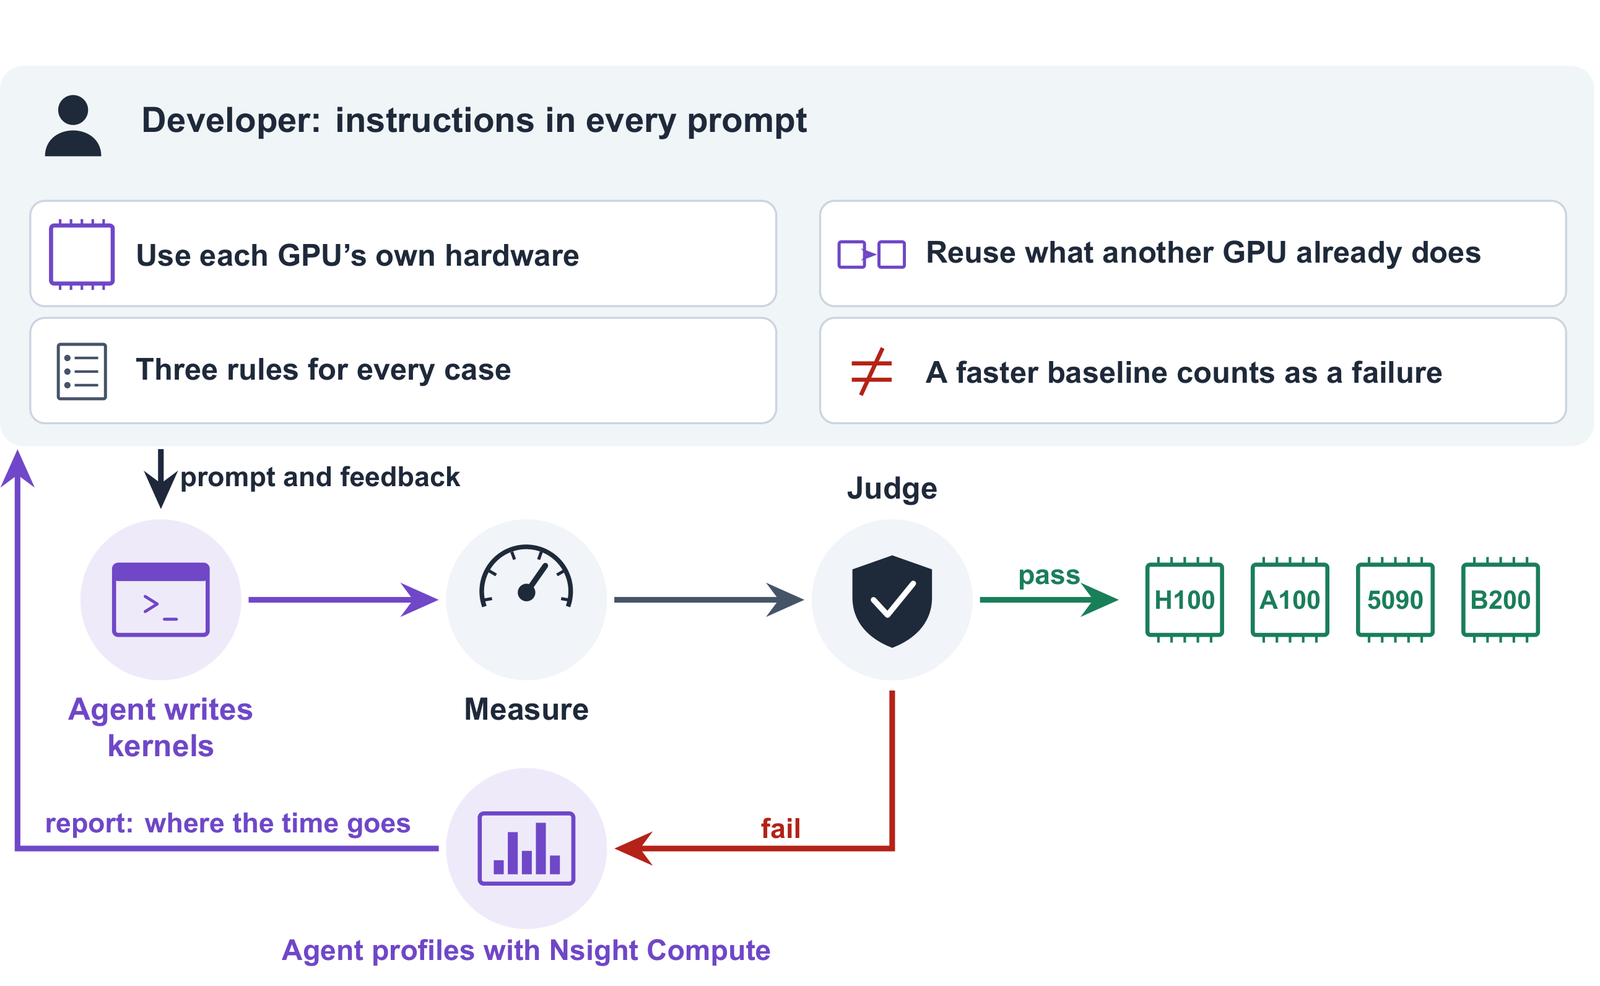 Developer: instructions in every prompt
Use each GPU’s own hardware
Reuse what another GPU already does
Three rules for every case
A faster baseline counts as a failure
prompt and feedback
Judge
>_
pass
H100
A100
5090
B200
Agent writes
kernels
Measure
report: where the time goes
fail
Agent profiles with Nsight Compute